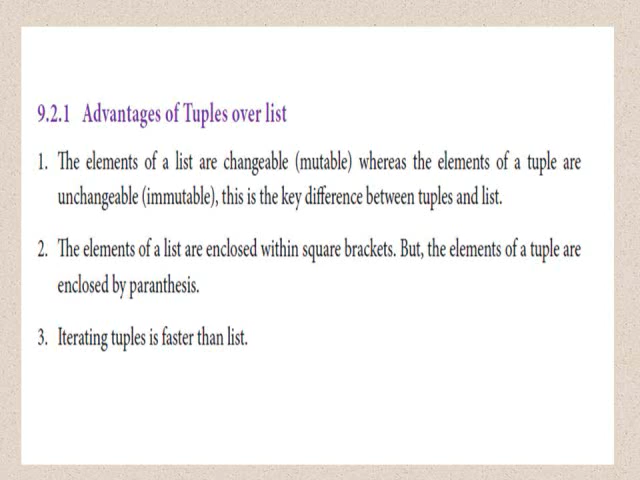 9.2.1 Advantages of Tuples over list
1. The elements of a list are changeable (mutable) whereas the elements of a tuple are
unchangeable (immutable), this is the key difference between tuples and list.
2. The elements of a list are enclosed within square brackets. But, the elements of a tuple are
enclosed by paranthesis.
3. Iterating tuples is faster than list.